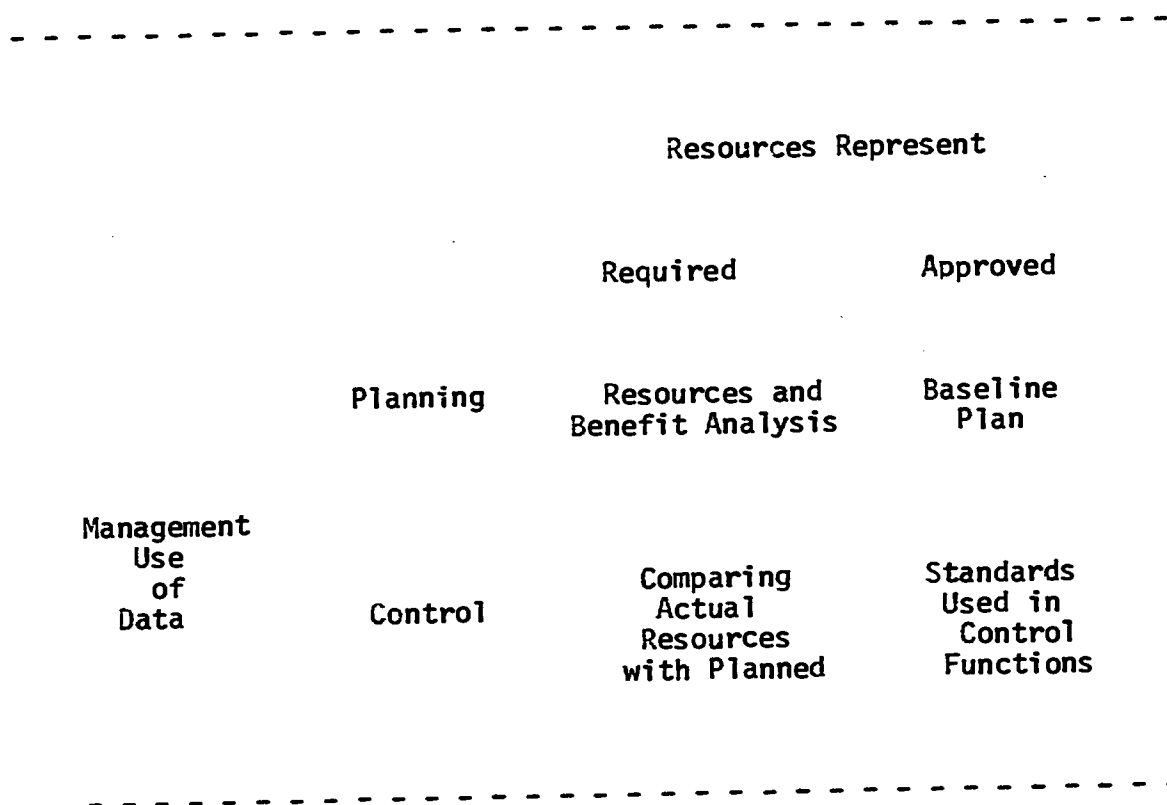 Resources Represent
Required Approved
Planning Resources and Baseline
Benefit Analysis Plan
Management
Use
of
Data
Control
Comparing Standards
Actual Used in
Resources Control
with Planned Functions